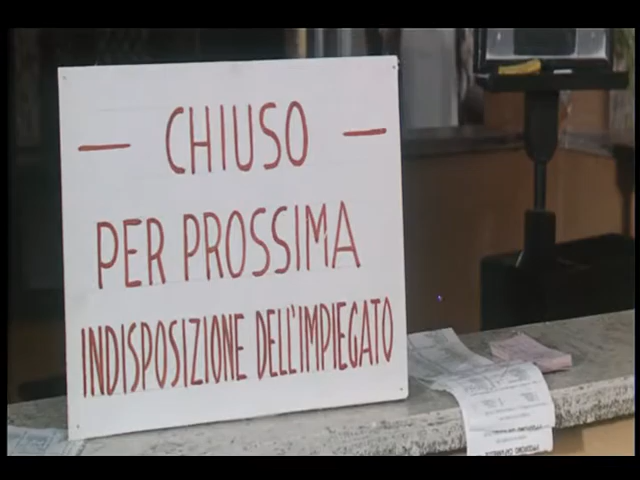 — CHIUSO —
PER PROSSIMA
INDISPOSIZIONE DELL'IMPIEGATO